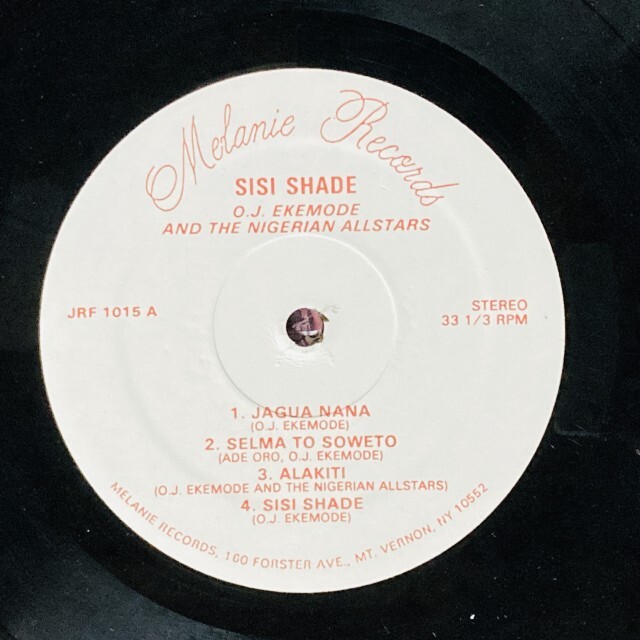 Melanie Records
SISI SHADE
O.J. EKEMODE
AND THE NIGERIAN ALLSTARS
JRF 1015 A
STEREO
33 1/3 RPM
1. JAGUA NANA
(O.J. EKEMODE)
2. SELMA TO SOWETO
(ADE ORO, O.J. EKEMODE)
3. ALAKITI
(O.J. EKEMODE AND THE NIGERIAN ALLSTARS)
4. SISI SHADE
(O.J. EKEMODE)
MELANIE RECORDS, 100 FORSTER AVE., MT. VERNON, NY 10552